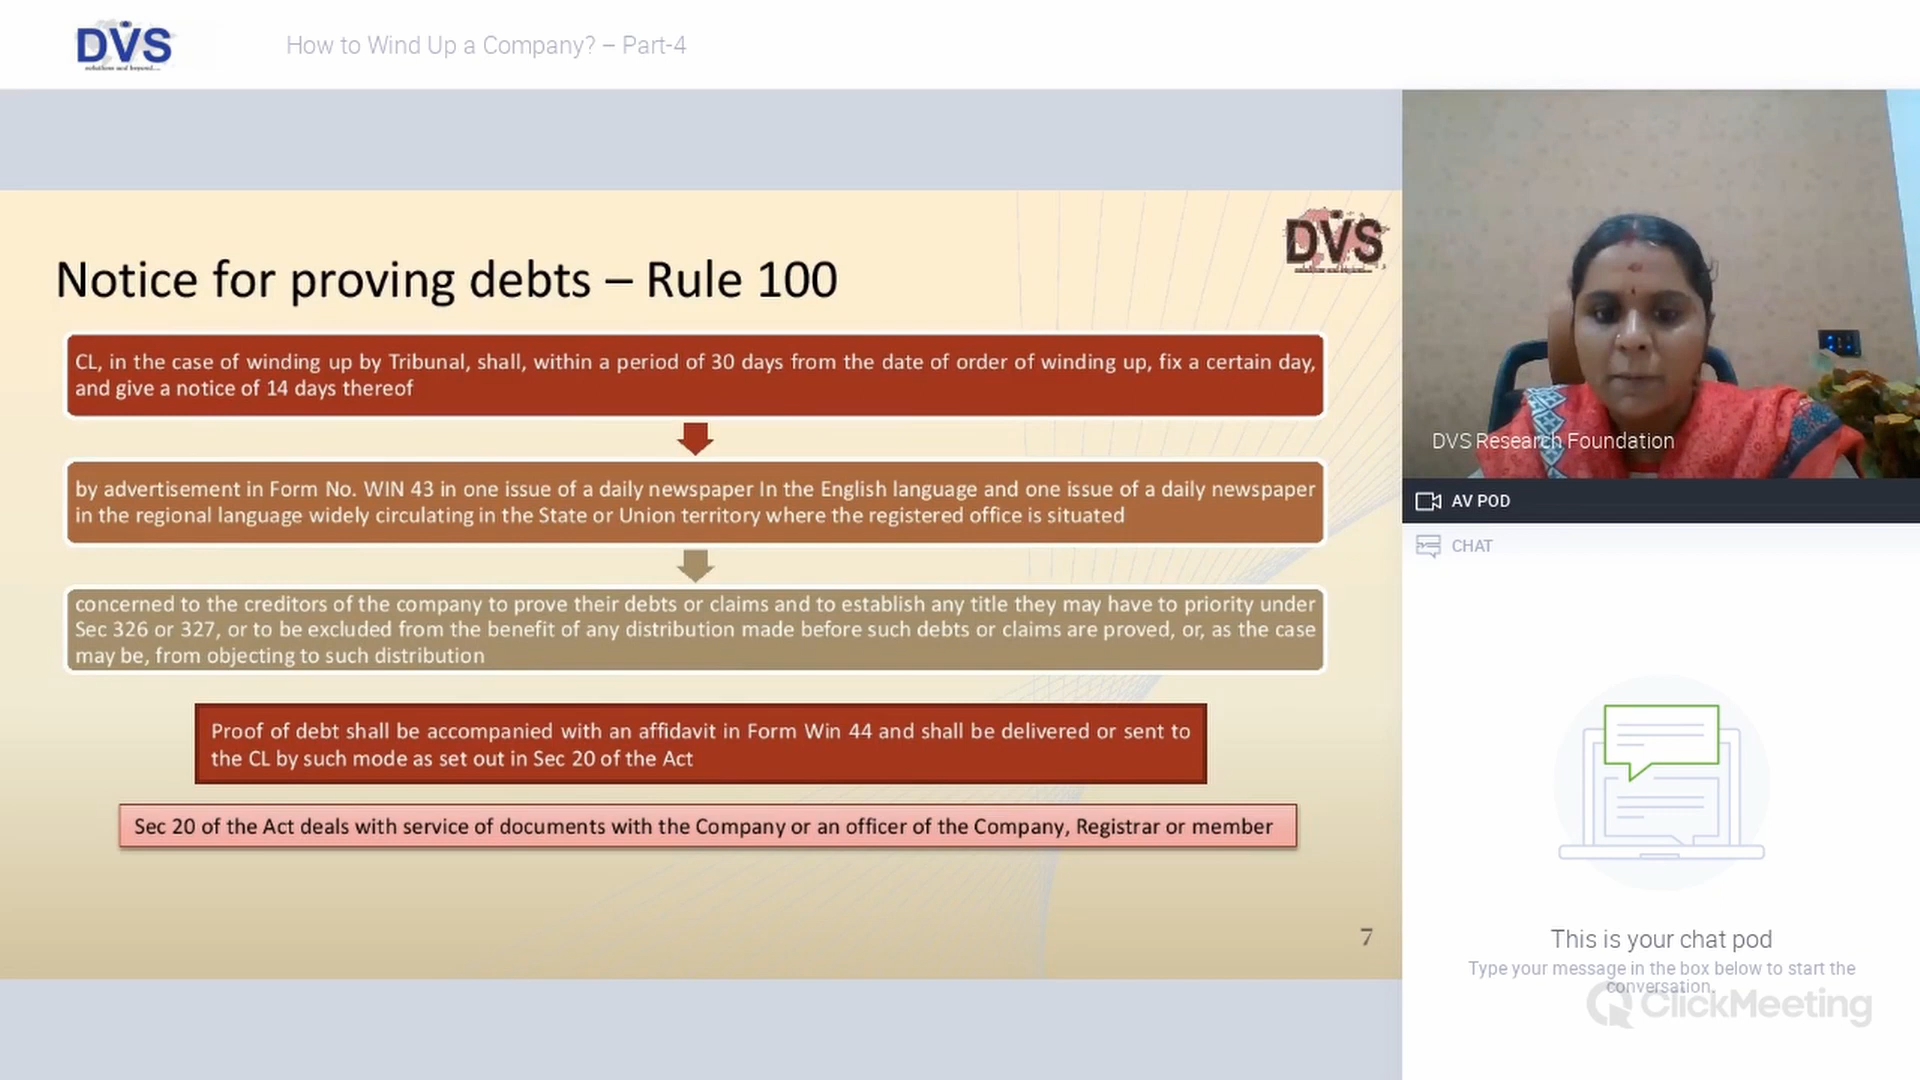 DVS
solutions and beyond...
How to Wind Up a Company? – Part-4
DVS
Notice for proving debts – Rule 100
CL, in the case of winding up by Tribunal, shall, within a period of 30 days from the date of order of winding up, fix a certain day,
and give a notice of 14 days thereof
by advertisement in Form No. WIN 43 in one issue of a daily newspaper In the English language and one issue of a daily newspaper
in the regional language widely circulating in the State or Union territory where the registered office is situated
concerned to the creditors of the company to prove their debts or claims and to establish any title they may have to priority under
Sec 326 or 327, or to be excluded from the benefit of any distribution made before such debts or claims are proved, or, as the case
may be, from objecting to such distribution
Proof of debt shall be accompanied with an affidavit in Form Win 44 and shall be delivered or sent to
the CL by such mode as set out in Sec 20 of the Act
Sec 20 of the Act deals with service of documents with the Company or an officer of the Company, Registrar or member
7
DVS Research Foundation
AV POD
CHAT
This is your chat pod
Type your message in the box below to start the
conversation.
ClickMeeting